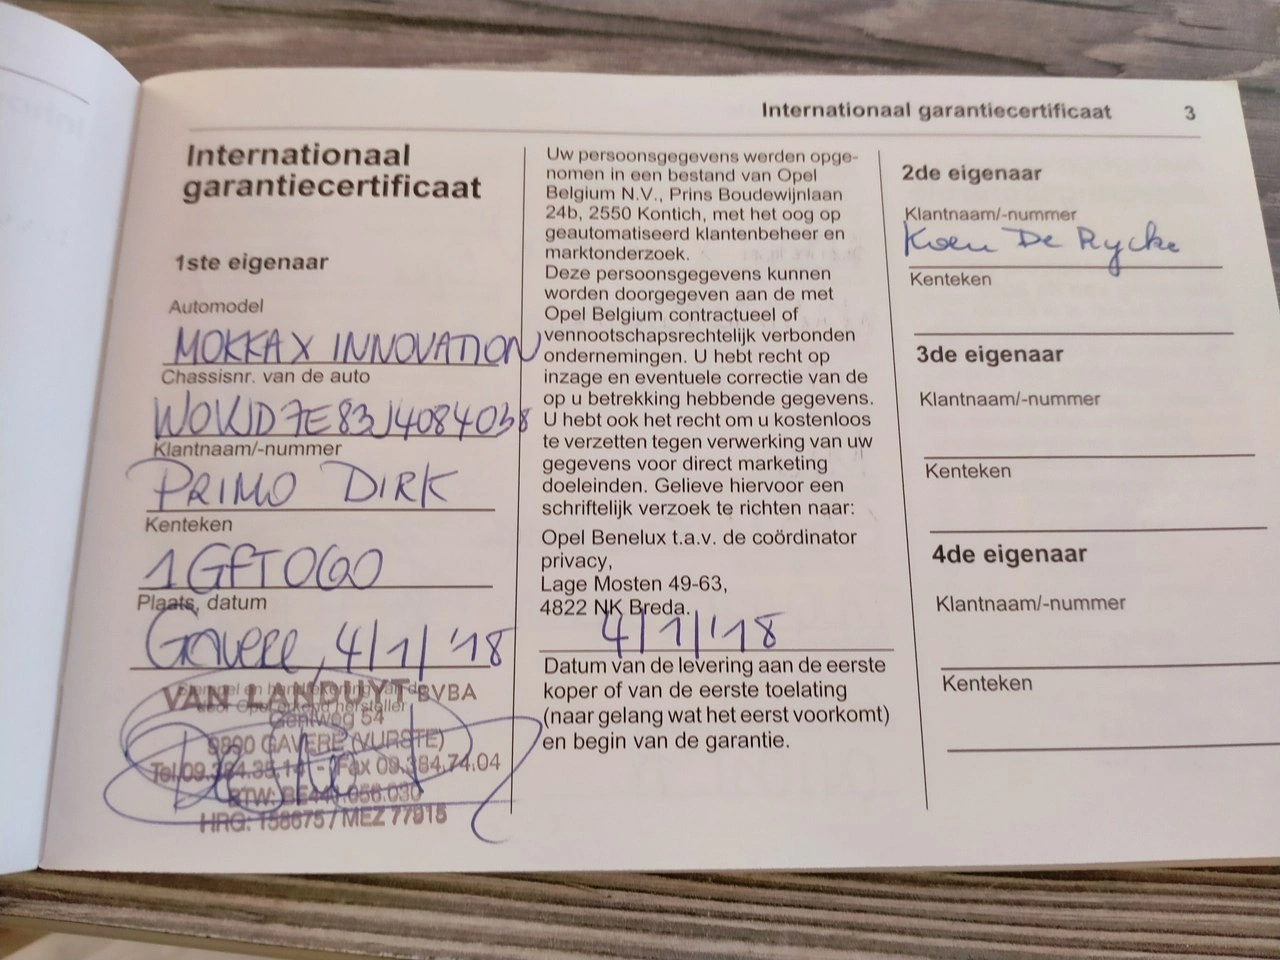 Internationaal garantiecertificaat 3
Internationaal
garantiecertificaat
1ste eigenaar
Automodel
MOKKA X INNOVATION
Chassisnr. van de auto
W0VJD7E83J4084038
Klantnaam/-nummer
PRIMO DIRK
Kenteken
Plaats, datum
Gavere, 4/1/'18
VAN LANDUYT BVBA
Gentweg 54
9890 GAVERE (VURSTE)
Tel 09.384.35.14 - Fax 09.384.74.04
HRG: 158675 / MEZ 77915
Uw persoonsgegevens werden opge-
nomen in een bestand van Opel
Belgium N.V., Prins Boudewijnlaan
24b, 2550 Kontich, met het oog op
geautomatiseerd klantenbeheer en
marktonderzoek.
Deze persoonsgegevens kunnen
worden doorgegeven aan de met
Opel Belgium contractueel of
vennootschapsrechtelijk verbonden
ondernemingen. U hebt recht op
inzage en eventuele correctie van de
op u betrekking hebbende gegevens.
U hebt ook het recht om u kosteloos
te verzetten tegen verwerking van uw
gegevens voor direct marketing
doeleinden. Gelieve hiervoor een
schriftelijk verzoek te richten naar:
Opel Benelux t.a.v. de coördinator
privacy,
Lage Mosten 49-63,
4822 NK Breda.
4/1/'18
Datum van de levering aan de eerste
koper of van de eerste toelating
(naar gelang wat het eerst voorkomt)
en begin van de garantie.
2de eigenaar
Klantnaam/-nummer
Koen De Rycke
Kenteken
3de eigenaar
Klantnaam/-nummer
Kenteken
4de eigenaar
Klantnaam/-nummer
Kenteken